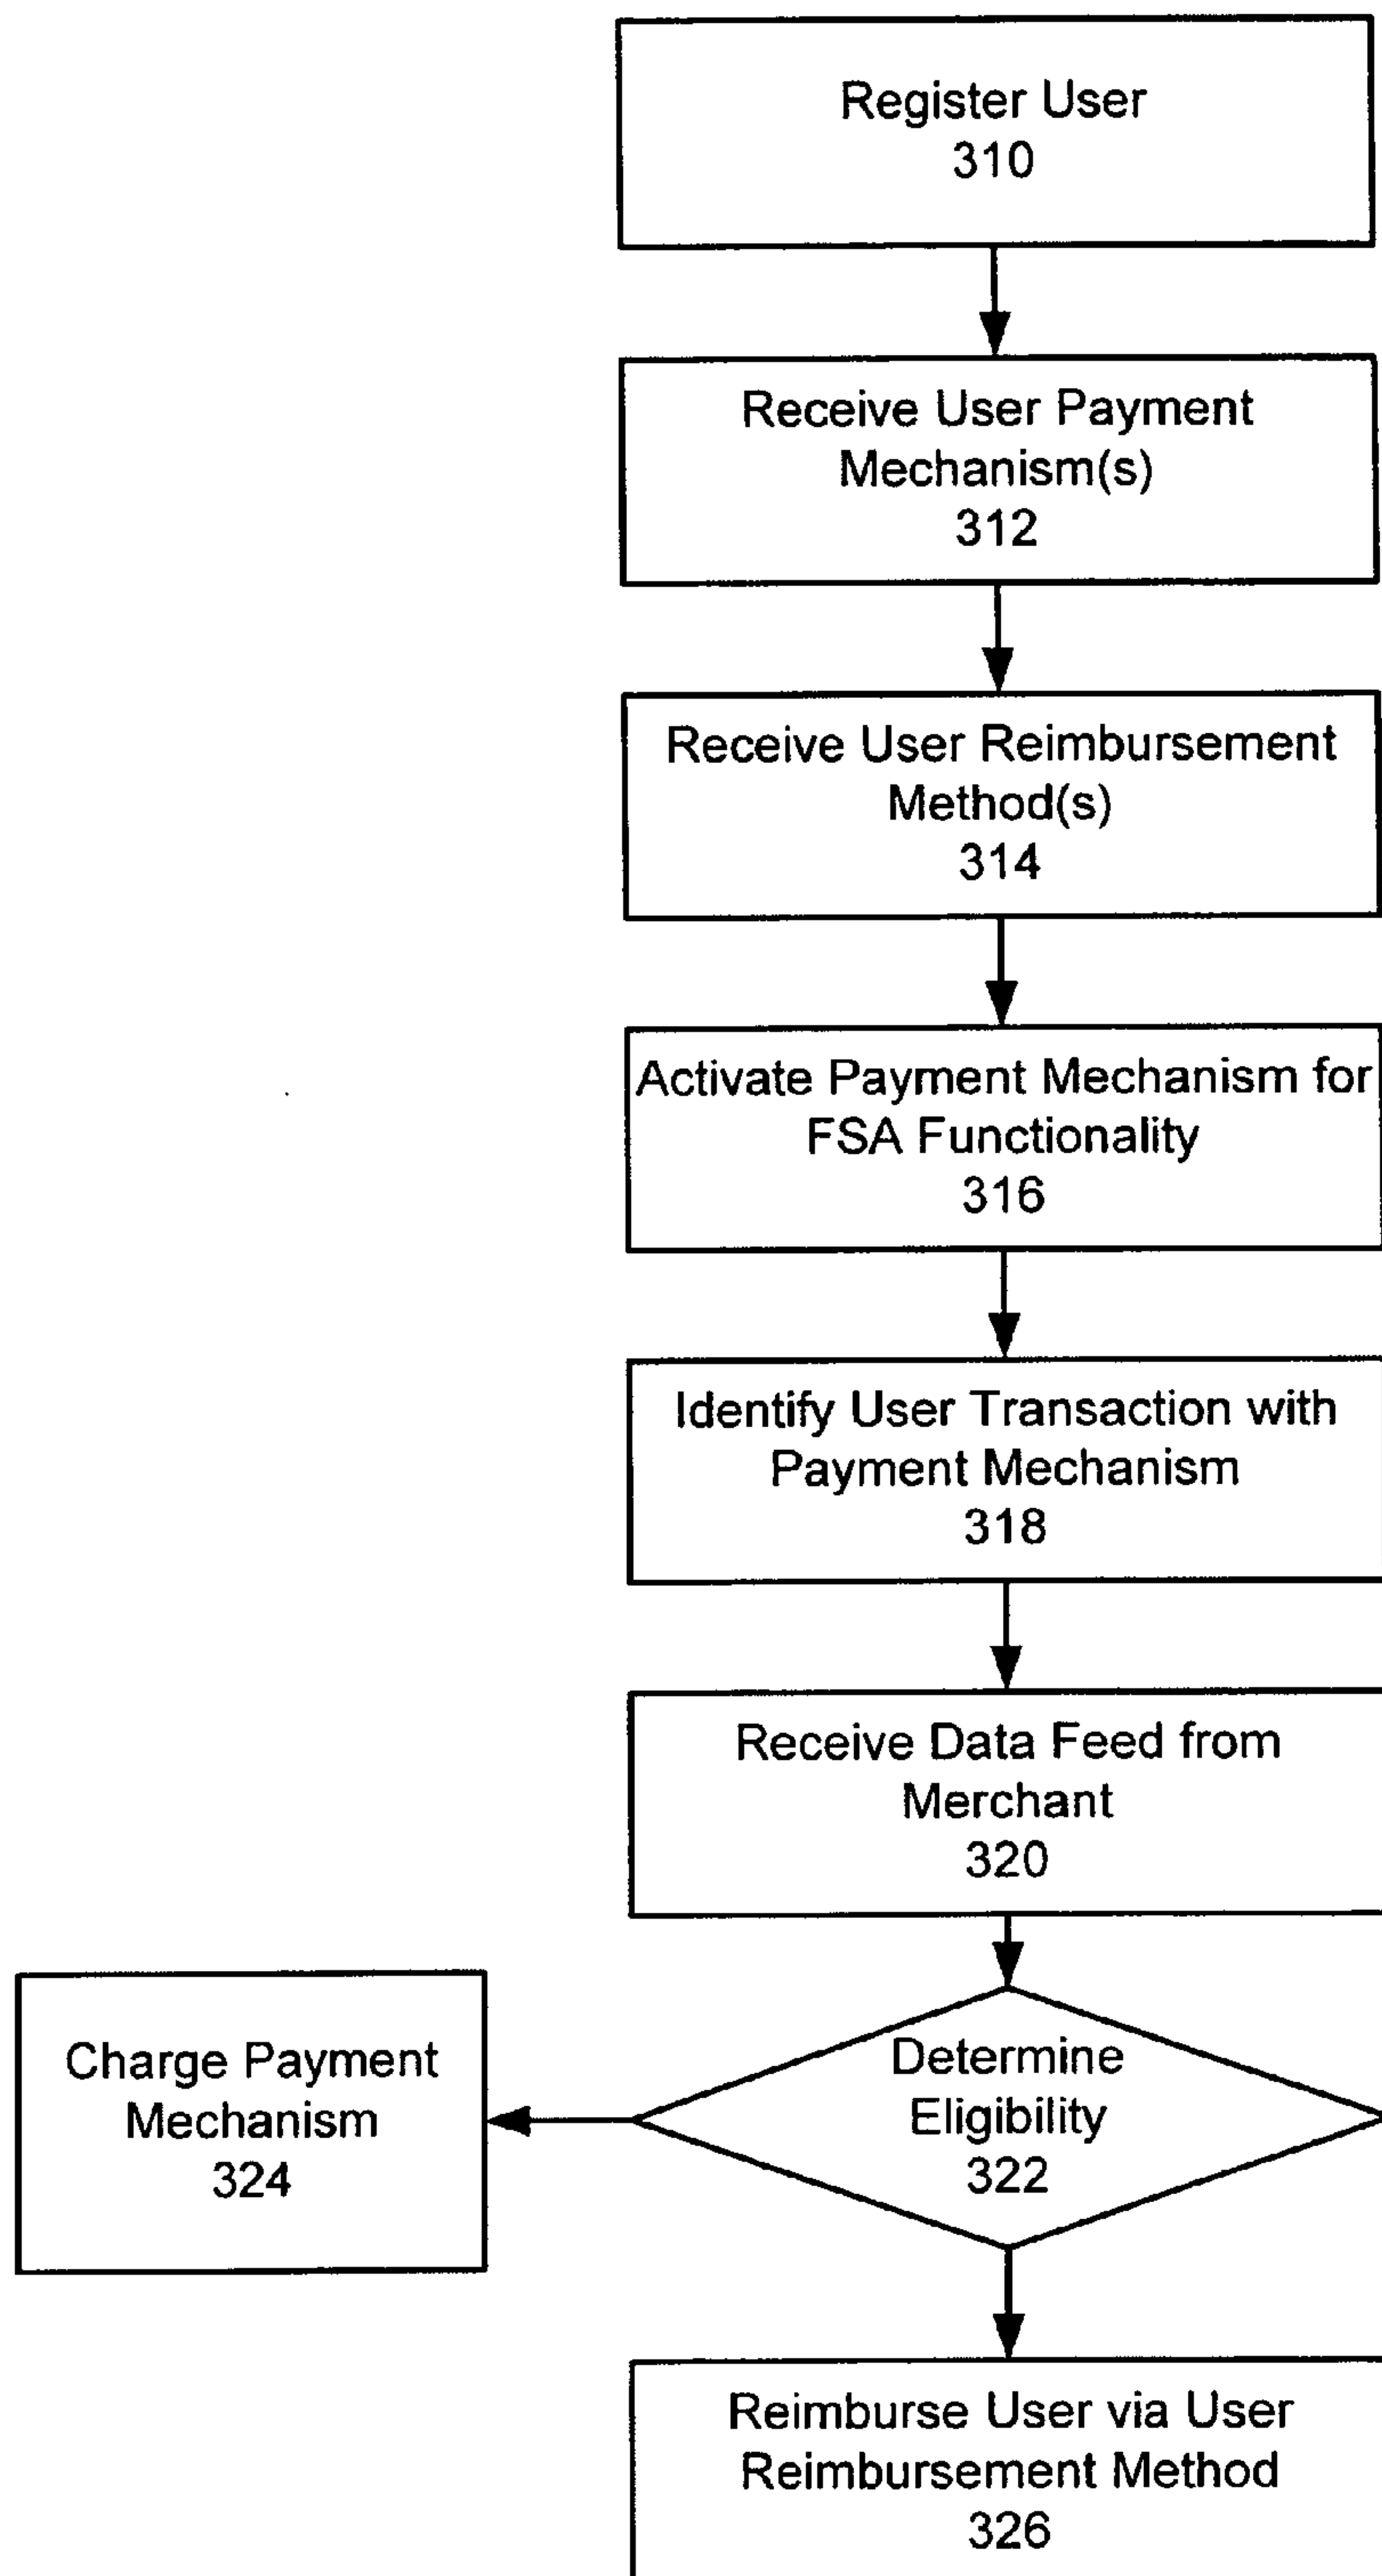 Register User
310
Receive User Payment
Mechanism(s)
312
Receive User Reimbursement
Method(s)
314
Activate Payment Mechanism for
FSA Functionality
316
Identify User Transaction with
Payment Mechanism
318
Receive Data Feed from
Merchant
320
Charge Payment
Mechanism
324
Determine
Eligibility
322
Reimburse User via User
Reimbursement Method
326